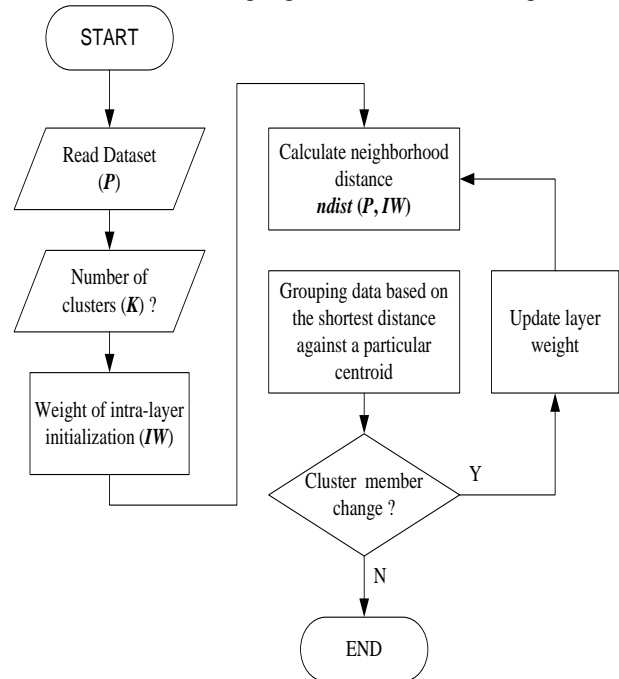 START
Read Dataset
(P)
Number of
clusters (K) ?
Weight of intra-layer
initialization (IW)
Calculate neighborhood
distance
ndist (P, IW)
Grouping data based on
the shortest distance
against a particular
centroid
Update layer
weight
Cluster member
change ?
Y
N
END